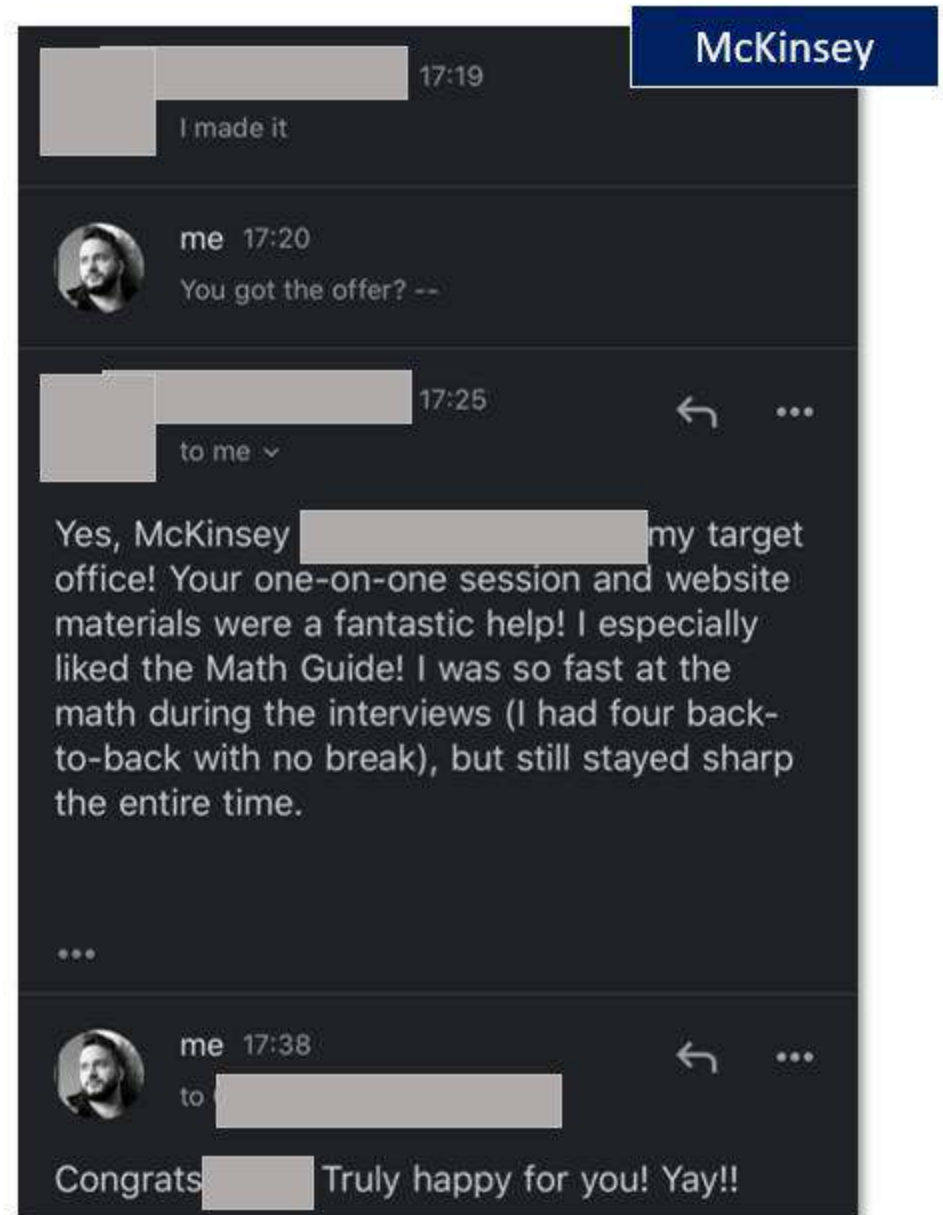 McKinsey
17:19
I made it
me 17:20
You got the offer? --
17:25
to me
Yes, McKinsey my target
office! Your one-on-one session and website
materials were a fantastic help! I especially
liked the Math Guide! I was so fast at the
math during the interviews (I had four back-
to-back with no break), but still stayed sharp
the entire time.
me 17:38
to
Congrats Truly happy for you! Yay!!